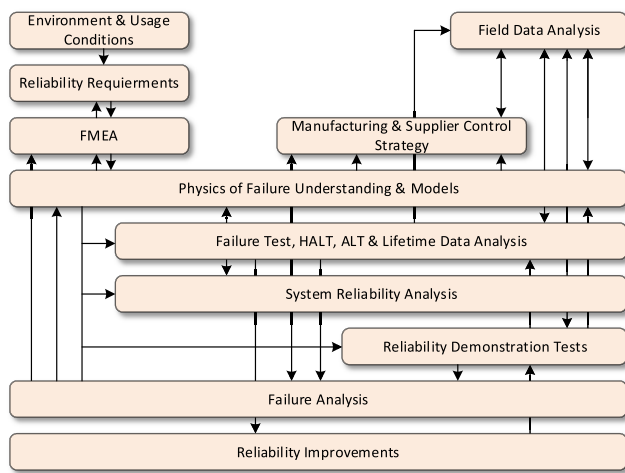 Environment & Usage
Conditions
Field Data Analysis
Reliability Requierments
FMEA
Manufacturing & Supplier Control
Strategy
Physics of Failure Understanding & Models
Failure Test, HALT, ALT & Lifetime Data Analysis
System Reliability Analysis
Reliability Demonstration Tests
Failure Analysis
Reliability Improvements